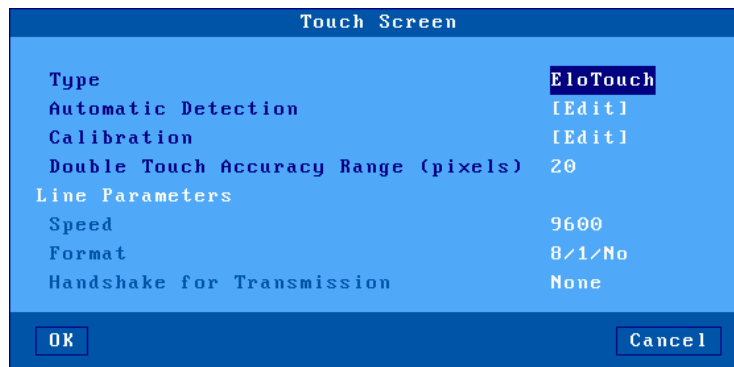 Touch Screen
Type EloTouch
Automatic Detection [Edit]
Calibration [Edit]
Double Touch Accuracy Range (pixels) 20
Line Parameters
Speed 9600
Format 8/1/No
Handshake for Transmission None
OK Cancel